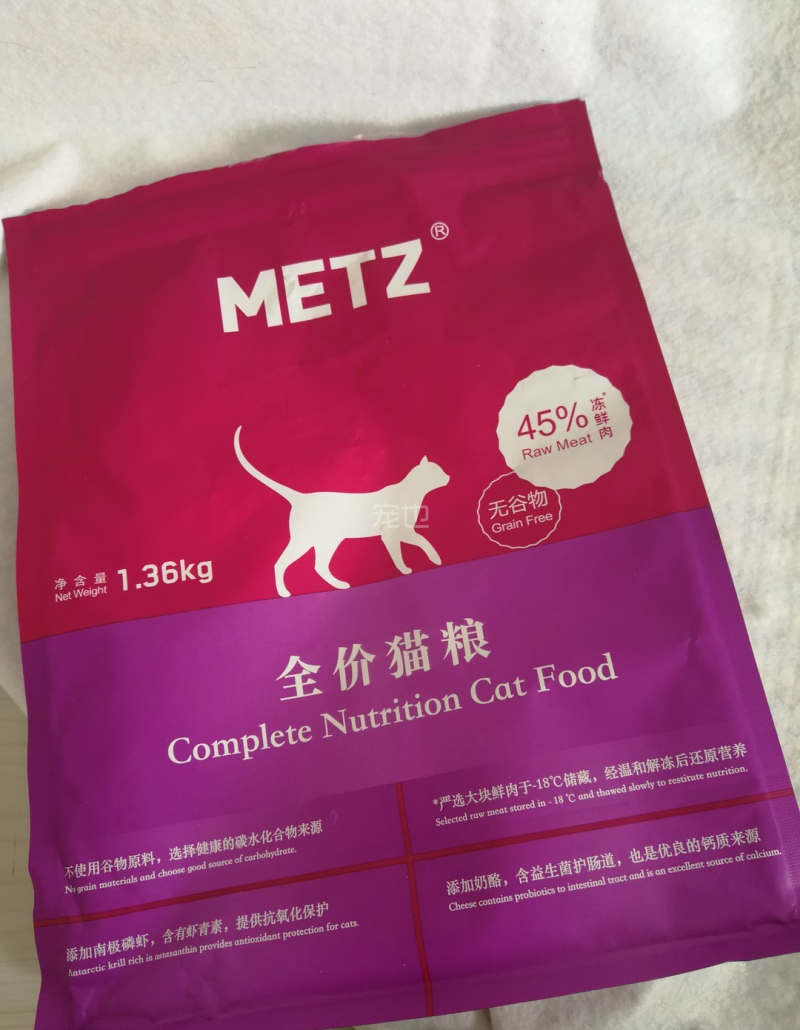 METZ®
45% 冻鲜肉*
Raw Meat
无谷物
Grain Free
宠也
净含量 1.36kg
Net Weight
全价猫粮
Complete Nutrition Cat Food
*严选大块鲜肉于-18℃储藏，经温和解冻后还原营养
Selected raw meat stored in - 18 ℃ and thawed slowly to restitute nutrition.
不使用谷物原料，选择健康的碳水化合物来源
No grain materials and choose good source of carbohydrate.
添加奶酪，含益生菌护肠道，也是优良的钙质来源
Cheese contains probiotics to intestinal tract and is an excellent source of calcium.
添加南极磷虾，含有虾青素，提供抗氧化保护
Antarctic krill rich in astaxanthin provides antioxidant protection for cats.